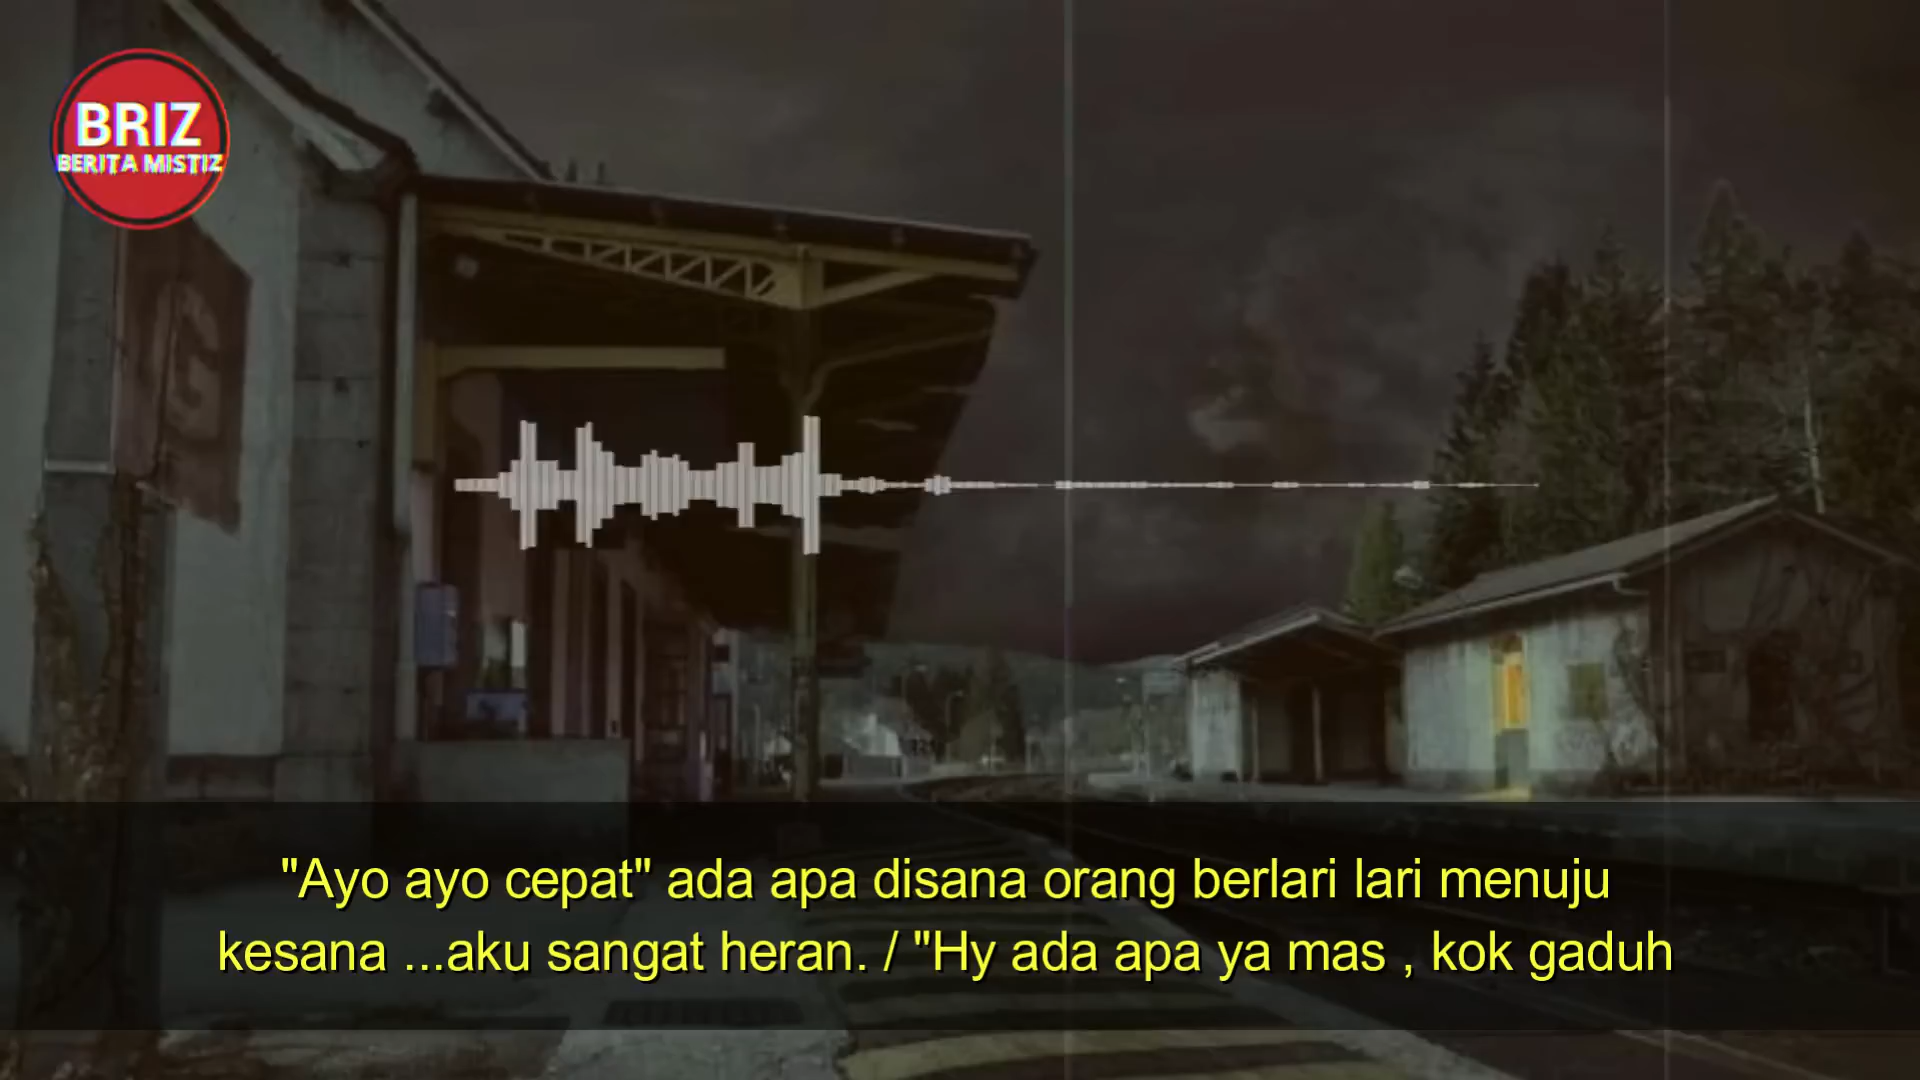 BRIZ
BERITA MISTIZ
G
"Ayo ayo cepat" ada apa disana orang berlari lari menuju
kesana ...aku sangat heran. / "Hy ada apa ya mas , kok gaduh